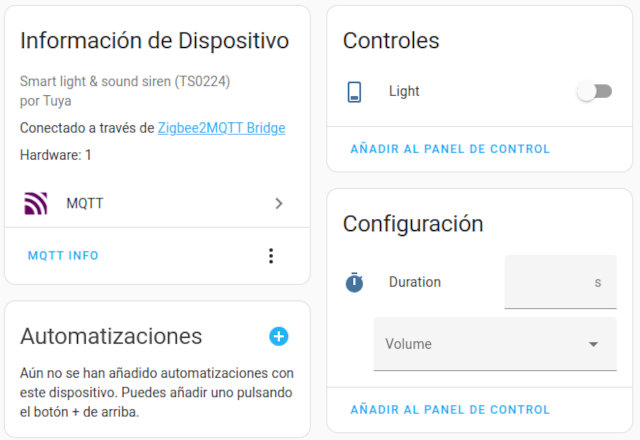 Información de Dispositivo
Smart light & sound siren (TS0224)
por Tuya
Conectado a través de Zigbee2MQTT Bridge
Hardware: 1
MQTT
MQTT INFO
Automatizaciones
Aún no se han añadido automatizaciones con
este dispositivo. Puedes añadir uno pulsando
el botón + de arriba.
Controles
Light
AÑADIR AL PANEL DE CONTROL
Configuración
Duration s
Volume
AÑADIR AL PANEL DE CONTROL